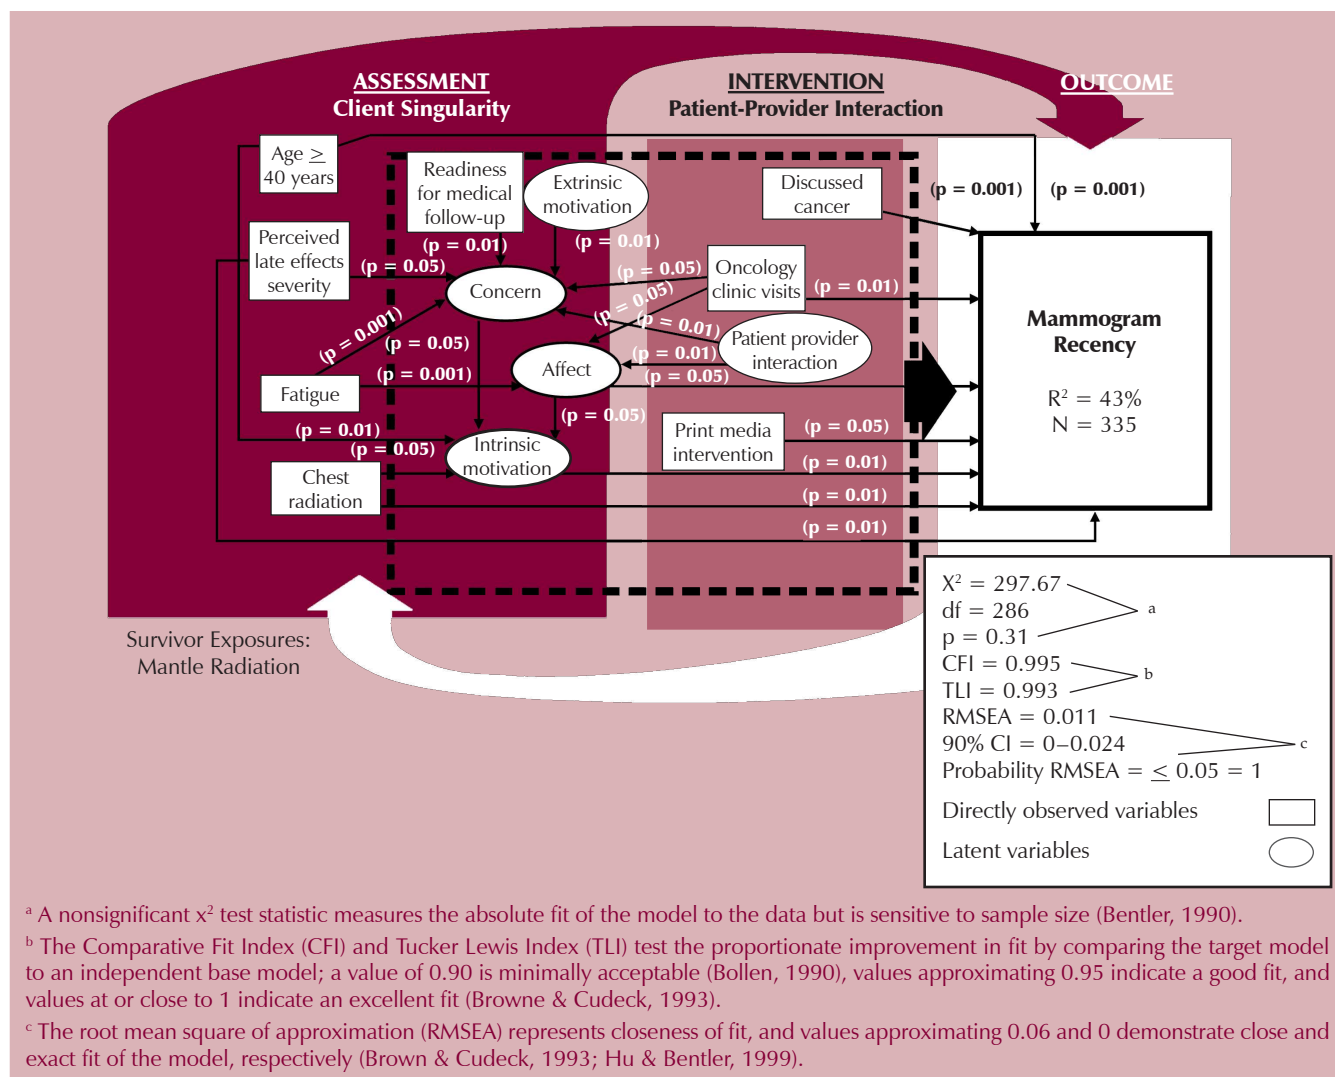 ASSESSMENT
Client Singularity
INTERVENTION
Patient-Provider Interaction
OUTCOME
Age ≥
40 years
Readiness
for medical
follow-up
Extrinsic
motivation
Discussed
cancer
(p = 0.001)
(p = 0.001)
Perceived
late effects
severity
(p = 0.05)
(p = 0.01)
(p = 0.01)
Concern
(p = 0.05)
(p = 0.05)
Oncology
clinic visits
(p = 0.01)
(p = 0.001)
(p = 0.05)
(p = 0.01)
Patient provider
interaction
Mammogram
Recency
R² = 43%
N = 335
Affect
(p = 0.01)
(p = 0.05)
Fatigue
(p = 0.001)
(p = 0.05)
(p = 0.01)
(p = 0.05)
Intrinsic
motivation
Print media
intervention
(p = 0.05)
(p = 0.01)
Chest
radiation
(p = 0.01)
(p = 0.01)
Survivor Exposures:
Mantle Radiation
X² = 297.67
df = 286
p = 0.31
a
CFI = 0.995
TLI = 0.993
b
RMSEA = 0.011
90% CI = 0–0.024
Probability RMSEA = ≤ 0.05 = 1
c
Directly observed variables
Latent variables
ᵃ A nonsignificant x² test statistic measures the absolute fit of the model to the data but is sensitive to sample size (Bentler, 1990).
ᵇ The Comparative Fit Index (CFI) and Tucker Lewis Index (TLI) test the proportionate improvement in fit by comparing the target model
to an independent base model; a value of 0.90 is minimally acceptable (Bollen, 1990), values approximating 0.95 indicate a good fit, and
values at or close to 1 indicate an excellent fit (Browne & Cudeck, 1993).
ᶜ The root mean square of approximation (RMSEA) represents closeness of fit, and values approximating 0.06 and 0 demonstrate close and
exact fit of the model, respectively (Brown & Cudeck, 1993; Hu & Bentler, 1999).